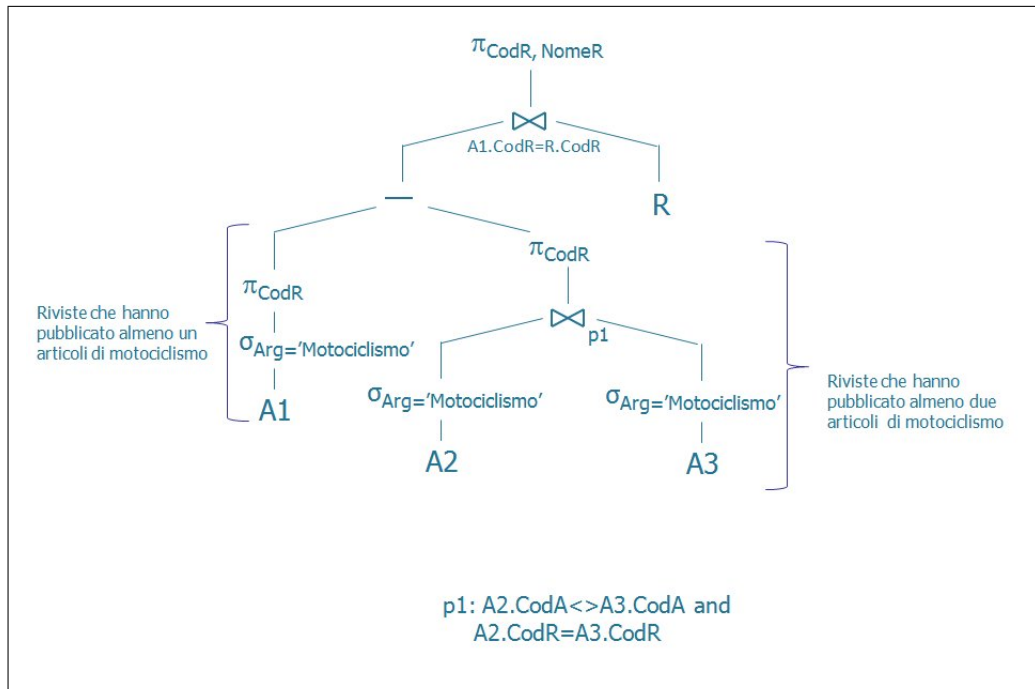 πCodR, NomeR
⋈
A1.CodR=R.CodR
—
R
πCodR
πCodR
Riviste che hanno
pubblicato almeno un
articoli di motociclismo
σArg='Motociclismo'
A1
⋈ p1
σArg='Motociclismo'
σArg='Motociclismo'
A2
A3
Riviste che hanno
pubblicato almeno due
articoli di motociclismo
p1: A2.CodA<>A3.CodA and
A2.CodR=A3.CodR